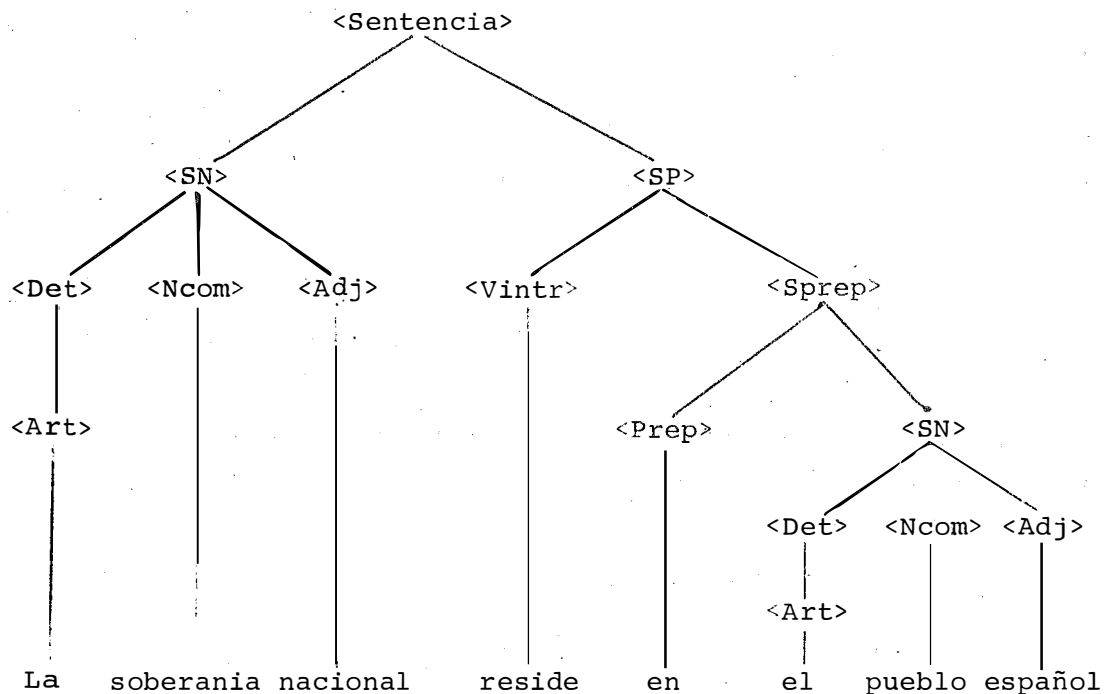 <Sentencia>
<SN> <SP>
<Det> <Ncom> <Adj> <Vintr> <Sprep>
<Art> <Prep> <SN>
<Det> <Ncom> <Adj>
<Art>
La soberania nacional reside en el pueblo español